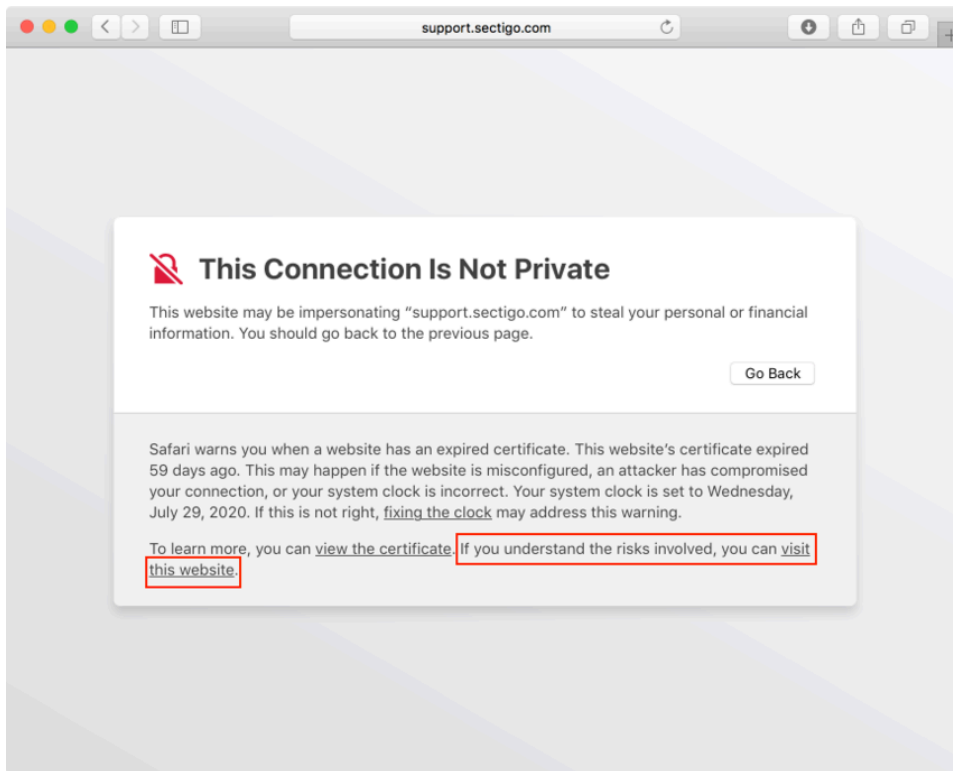 support.sectigo.com
This Connection Is Not Private
This website may be impersonating “support.sectigo.com” to steal your personal or financial
information. You should go back to the previous page.
Go Back
Safari warns you when a website has an expired certificate. This website’s certificate expired
59 days ago. This may happen if the website is misconfigured, an attacker has compromised
your connection, or your system clock is incorrect. Your system clock is set to Wednesday,
July 29, 2020. If this is not right, fixing the clock may address this warning.
To learn more, you can view the certificate. If you understand the risks involved, you can visit
this website.